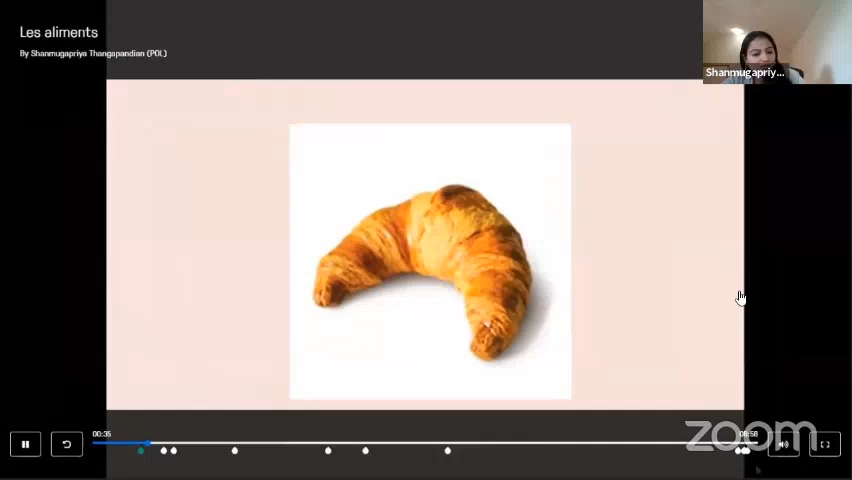 Les aliments
By Shanmugapriya Thangapandian (PDL)
Shanmugapriy...
00:35
zoom